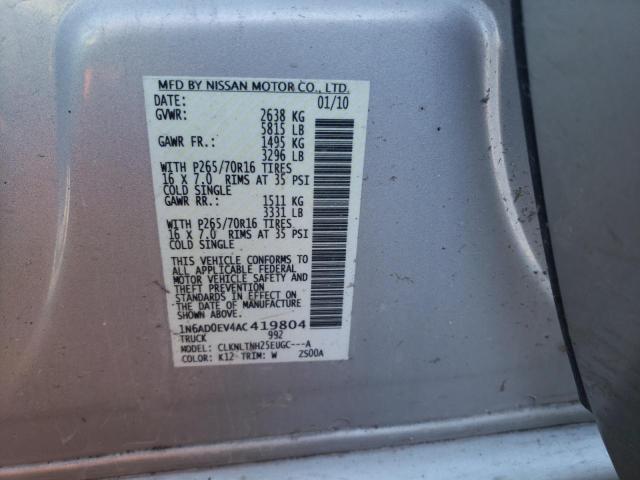 MFD BY NISSAN MOTOR CO., LTD.
DATE: 01/10
GVWR: 2638 KG
5815 LB
GAWR FR.: 1495 KG
3296 LB
WITH P265/70R16 TIRES
16 X 7.0 RIMS AT 35 PSI
COLD SINGLE
GAWR RR.: 1511 KG
3331 LB
WITH P265/70R16 TIRES
16 X 7.0 RIMS AT 35 PSI
COLD SINGLE
THIS VEHICLE CONFORMS TO
ALL APPLICABLE FEDERAL
MOTOR VEHICLE SAFETY AND
THEFT PREVENTION
STANDARDS IN EFFECT ON
THE DATE OF MANUFACTURE
SHOWN ABOVE.
1N6AD0EV4AC419804
TRUCK 992
MODEL: CLKNLTNH25EUGC---A
COLOR: K12 TRIM: W 2S00A